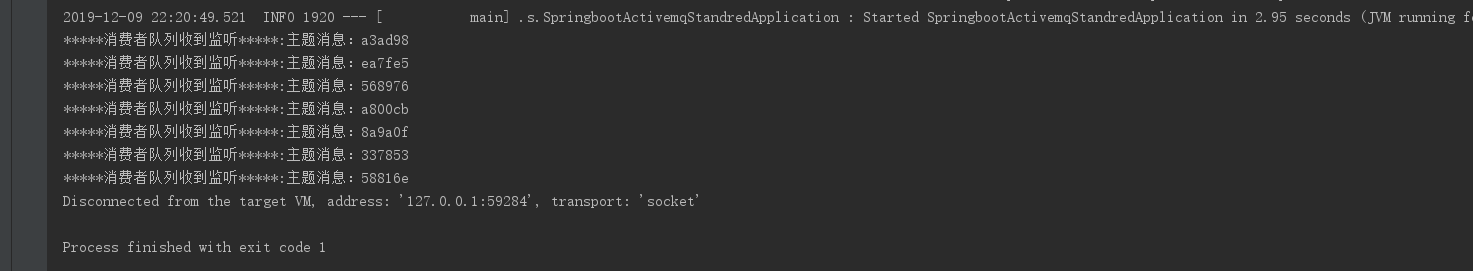 2019-12-09 22:20:49.521  INFO 1920 --- [           main] .s.SpringbootActivemqStandredApplication : Started SpringbootActivemqStandredApplication in 2.95 seconds (JVM running
*****消费者队列收到监听*****:主题消息: a3ad98
*****消费者队列收到监听*****:主题消息: ea7fe5
*****消费者队列收到监听*****:主题消息: 568976
*****消费者队列收到监听*****:主题消息: a800cb
*****消费者队列收到监听*****:主题消息: 8a9a0f
*****消费者队列收到监听*****:主题消息: 337853
*****消费者队列收到监听*****:主题消息: 58816e
Disconnected from the target VM, address: '127.0.0.1:59284', transport: 'socket'
Process finished with exit code 1